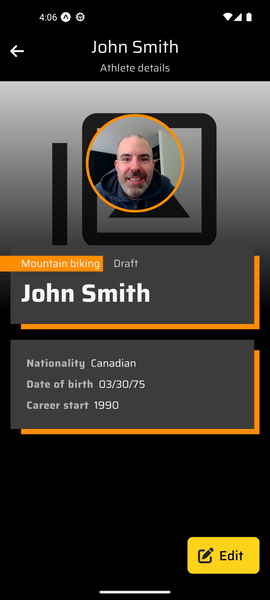 4:06
John Smith
Athlete details
Mountain biking Draft
John Smith
Nationality Canadian
Date of birth 03/30/75
Career start 1990
Edit